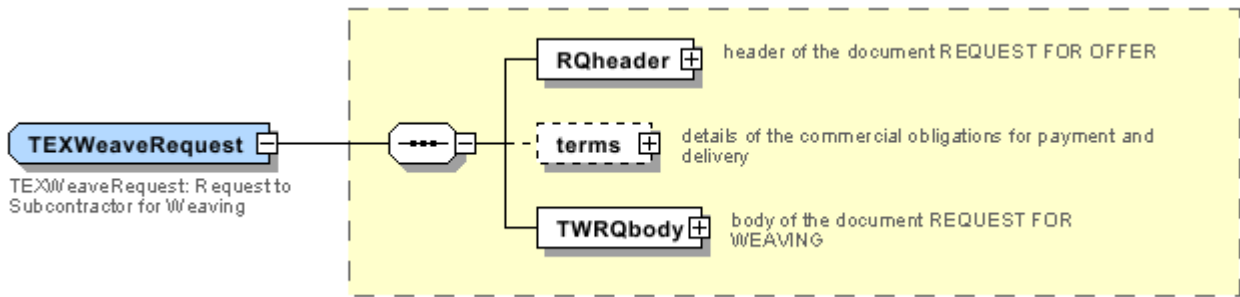 RQheader
header of the document REQUEST FOR OFFER
TEXWeaveRequest
terms
details of the commercial obligations for payment and
delivery
TEXWeaveRequest: Request to
Subcontractor for Weaving
TWRQbody
body of the document REQUEST FOR
WEAVING